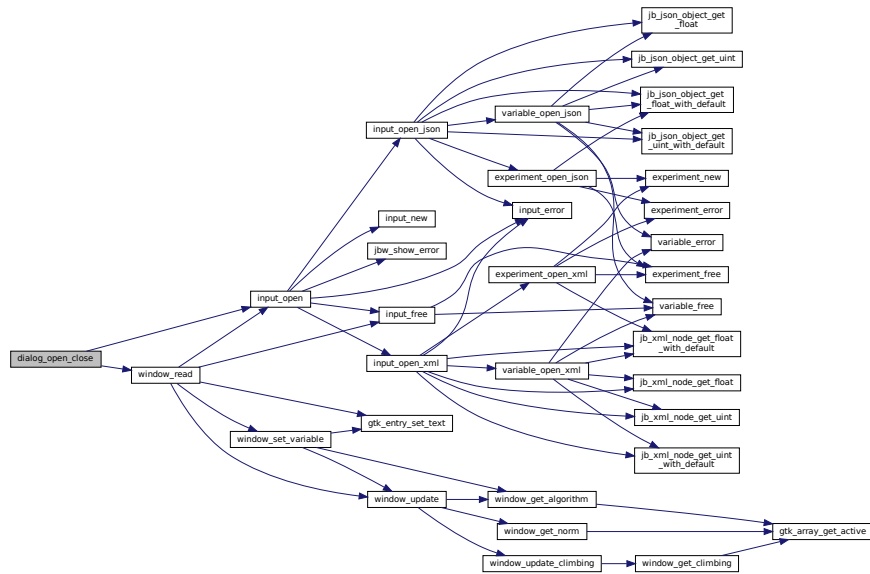 dialog_open_close
input_open
window_read
input_open_json
input_new
jbw_show_error
input_free
input_open_xml
gtk_entry_set_text
window_set_variable
window_update
variable_open_json
experiment_open_json
input_error
experiment_open_xml
variable_open_xml
window_get_algorithm
window_get_norm
window_update_climbing
jb_json_object_get
_float
jb_json_object_get_uint
jb_json_object_get
_float_with_default
jb_json_object_get
_uint_with_default
experiment_new
experiment_error
variable_error
experiment_free
variable_free
jb_xml_node_get_float
_with_default
jb_xml_node_get_float
jb_xml_node_get_uint
jb_xml_node_get_uint
_with_default
window_get_climbing
gtk_array_get_active